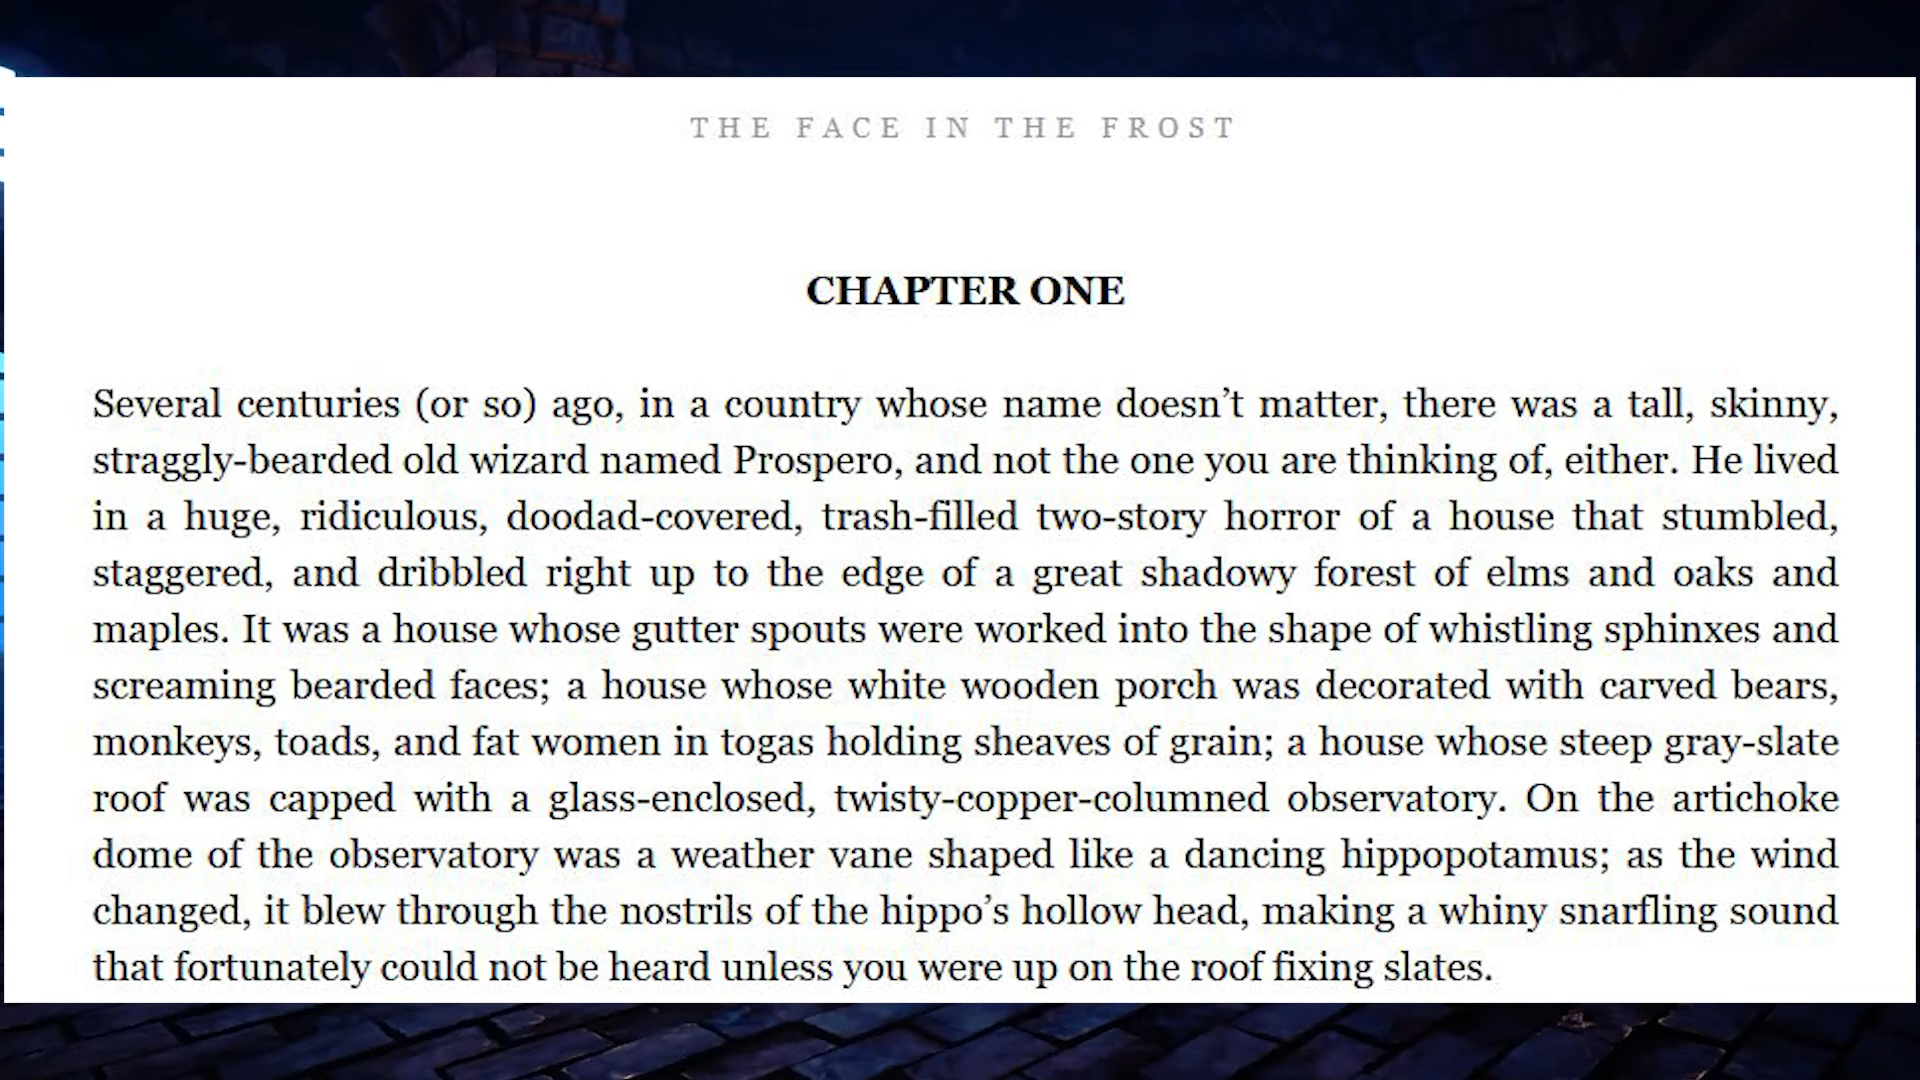 THE FACE IN THE FROST
CHAPTER ONE
Several centuries (or so) ago, in a country whose name doesn’t matter, there was a tall, skinny,
straggly-bearded old wizard named Prospero, and not the one you are thinking of, either. He lived
in a huge, ridiculous, doodad-covered, trash-filled two-story horror of a house that stumbled,
staggered, and dribbled right up to the edge of a great shadowy forest of elms and oaks and
maples. It was a house whose gutter spouts were worked into the shape of whistling sphinxes and
screaming bearded faces; a house whose white wooden porch was decorated with carved bears,
monkeys, toads, and fat women in togas holding sheaves of grain; a house whose steep gray-slate
roof was capped with a glass-enclosed, twisty-copper-columned observatory. On the artichoke
dome of the observatory was a weather vane shaped like a dancing hippopotamus; as the wind
changed, it blew through the nostrils of the hippo’s hollow head, making a whiny snarfling sound
that fortunately could not be heard unless you were up on the roof fixing slates.